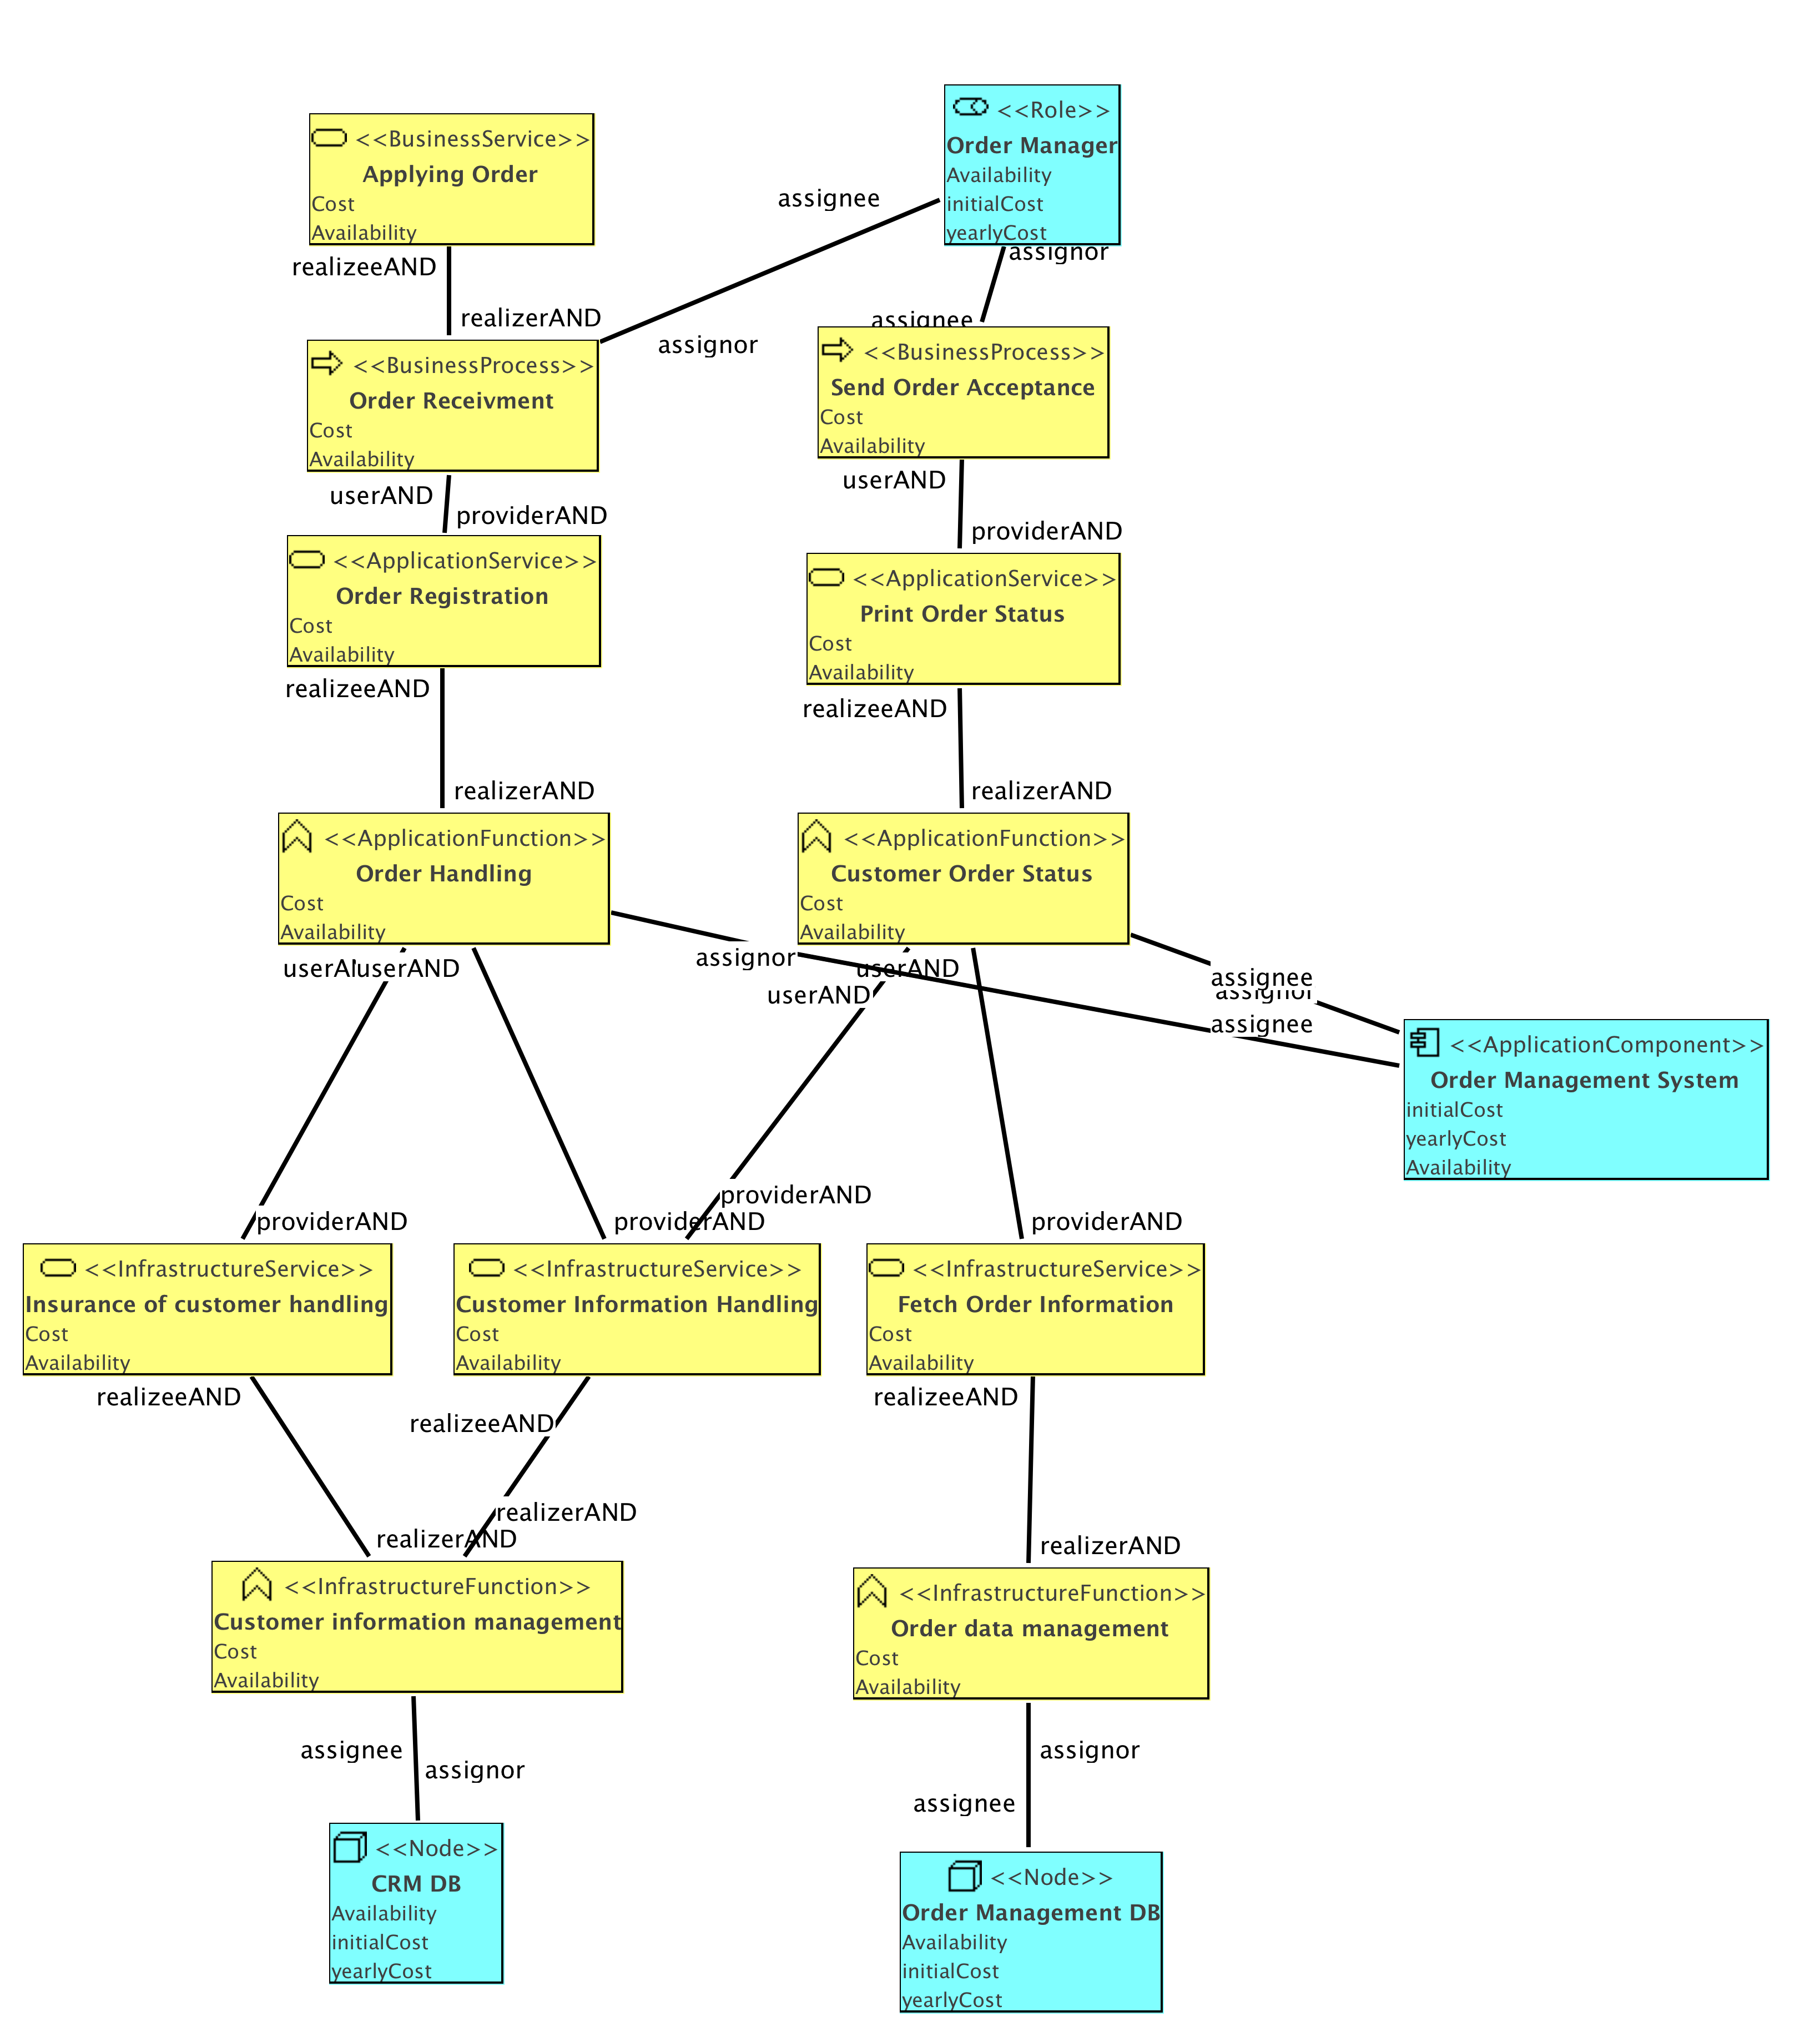 <<Role>>
Order Manager
Availability
initialCost
yearlyCost
<<BusinessService>>
Applying Order
Cost
Availability
assignee
assignor
realizeeAND
realizerAND
assignor
assignee
<<BusinessProcess>>
Order Receivment
Cost
Availability
<<BusinessProcess>>
Send Order Acceptance
Cost
Availability
userAND
providerAND
userAND
providerAND
<<ApplicationService>>
Order Registration
Cost
Availability
<<ApplicationService>>
Print Order Status
Cost
Availability
realizeeAND
realizerAND
realizeeAND
realizerAND
<<ApplicationFunction>>
Order Handling
Cost
Availability
<<ApplicationFunction>>
Customer Order Status
Cost
Availability
userAND
assignor
userAND
userAND
assignee
assignor
assignee
<<ApplicationComponent>>
Order Management System
initialCost
yearlyCost
Availability
providerAND
providerAND
providerAND
providerAND
<<InfrastructureService>>
Insurance of customer handling
Cost
Availability
<<InfrastructureService>>
Customer Information Handling
Cost
Availability
<<InfrastructureService>>
Fetch Order Information
Cost
Availability
realizeeAND
realizeeAND
realizeeAND
realizerAND
realizerAND
realizerAND
<<InfrastructureFunction>>
Customer information management
Cost
Availability
<<InfrastructureFunction>>
Order data management
Cost
Availability
assignee
assignor
assignor
assignee
<<Node>>
CRM DB
Availability
initialCost
yearlyCost
<<Node>>
Order Management DB
Availability
initialCost
yearlyCost